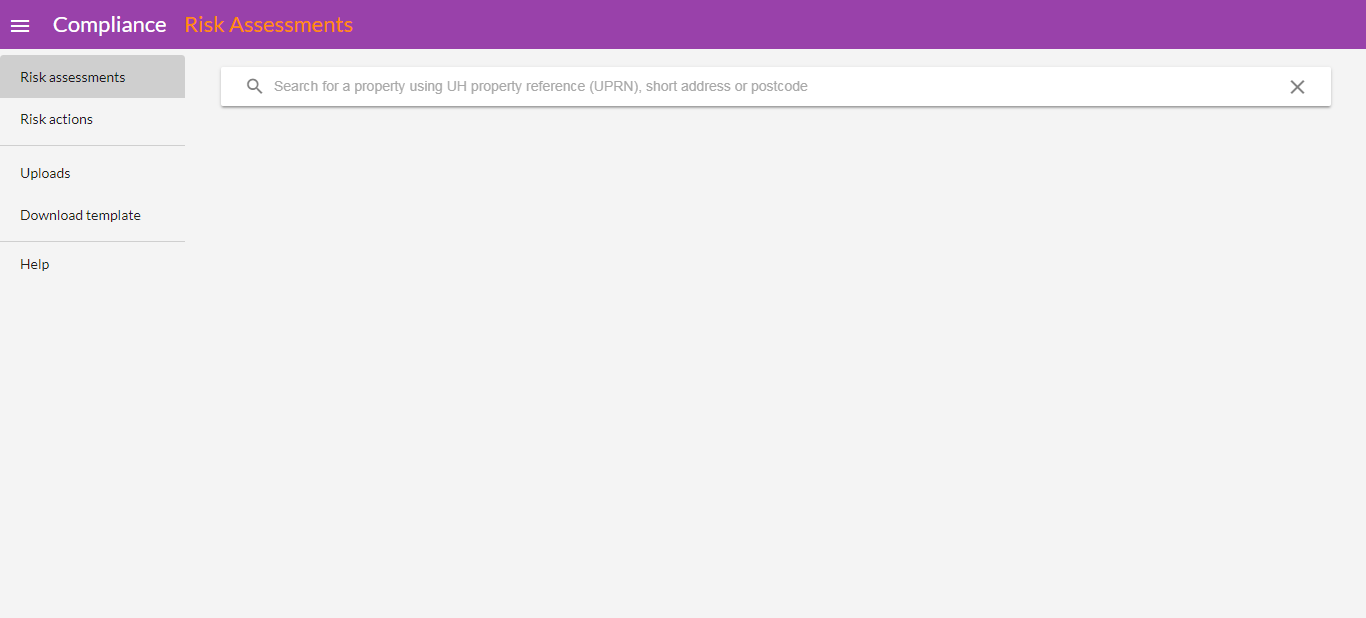 Compliance Risk Assessments
Risk assessments
Search for a property using UH property reference (UPRN), short address or postcode
Risk actions
Uploads
Download template
Help